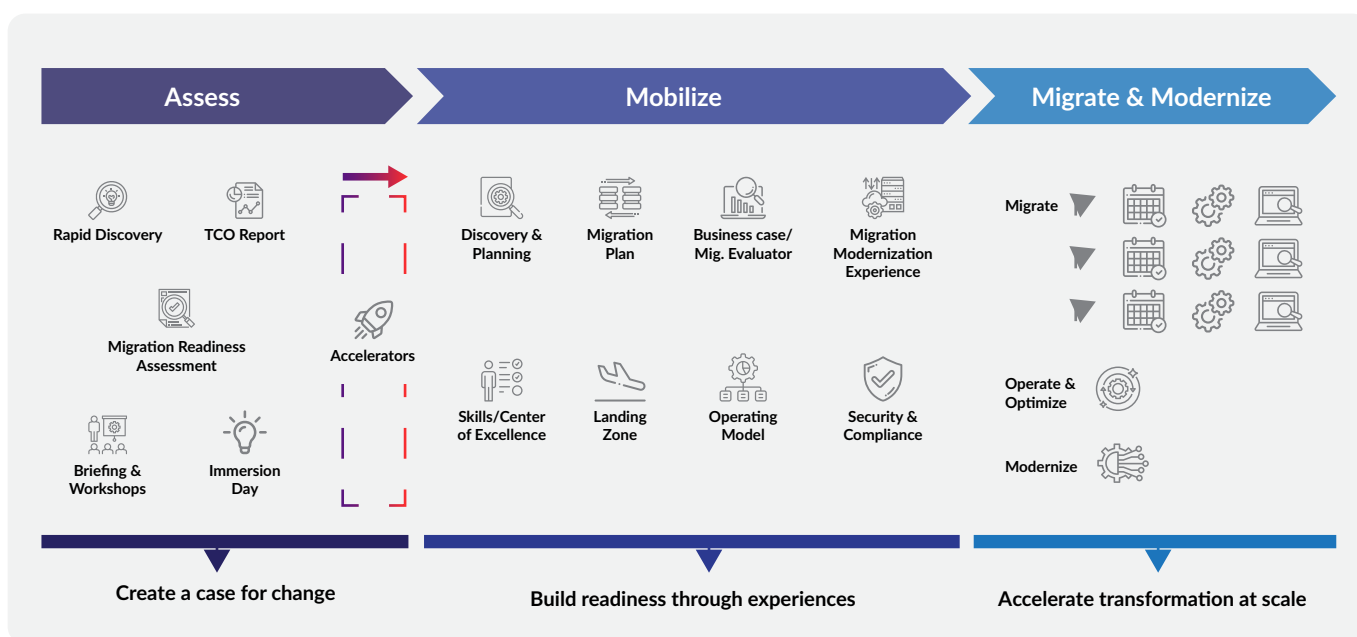 Assess
Mobilize
Migrate & Modernize
Rapid Discovery
TCO Report
Migration Readiness
Assessment
Briefing &
Workshops
Immersion
Day
Accelerators
Discovery &
Planning
Migration
Plan
Business case/
Mig. Evaluator
Migration
Modernization
Experience
Skills/Center
of Excellence
Landing
Zone
Operating
Model
Security &
Compliance
Migrate
Operate &
Optimize
Modernize
Create a case for change
Build readiness through experiences
Accelerate transformation at scale